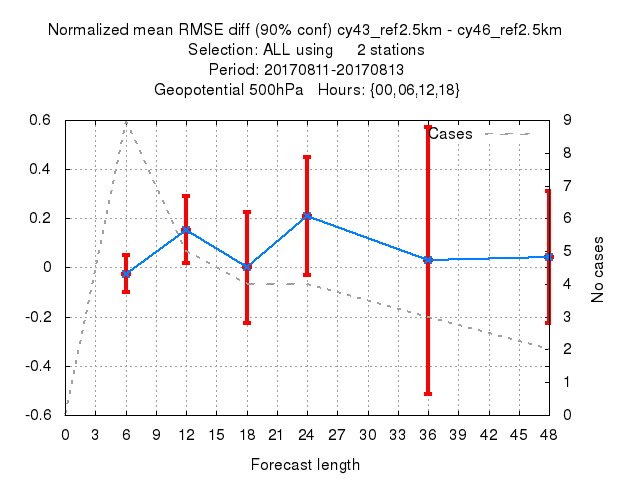 Normalized mean RMSE diff (90% conf) cy43_ref2.5km - cy46_ref2.5km
Selection: ALL using     2 stations
Period: 20170811-20170813
Geopotential 500hPa   Hours: {00,06,12,18}
Cases
0.6
0.4
0.2
0
-0.2
-0.4
-0.6
9
8
7
6
5
4
3
2
1
0
No cases
0 3 6 9 12 15 18 21 24 27 30 33 36 39 42 45 48
Forecast length